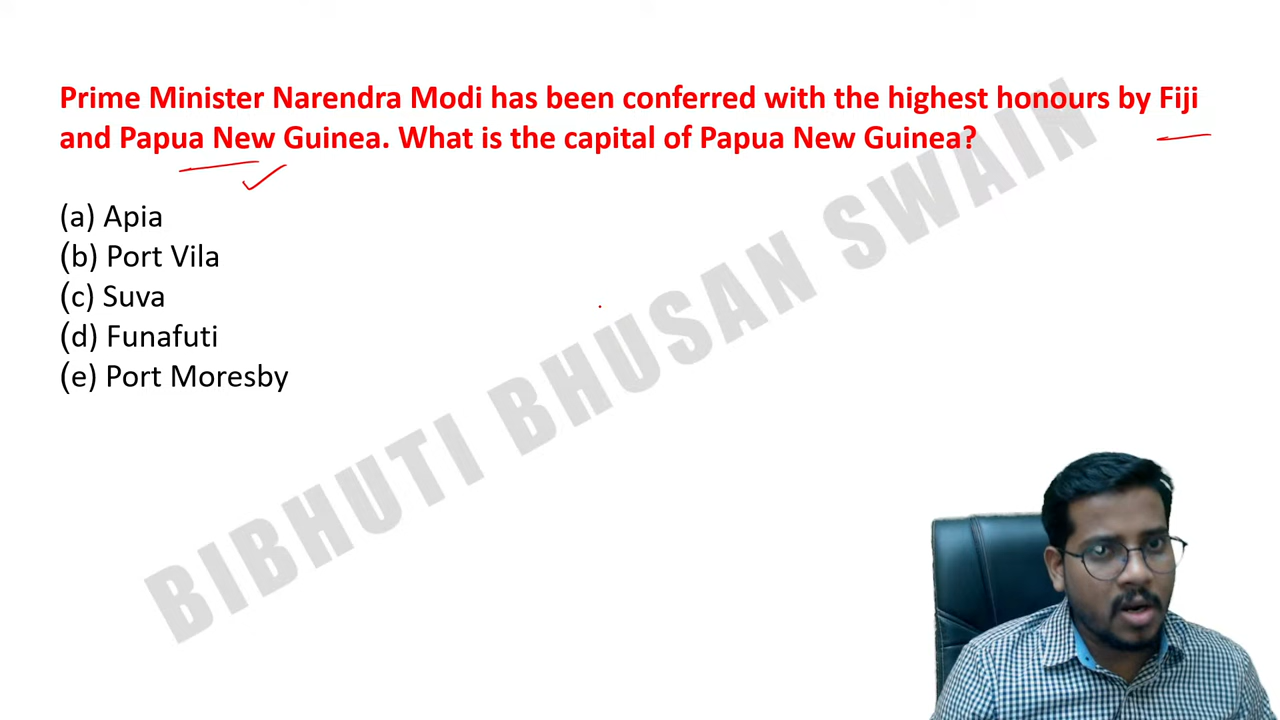 Prime Minister Narendra Modi has been conferred with the highest honours by Fiji
and Papua New Guinea. What is the capital of Papua New Guinea?
(a) Apia
(b) Port Vila
(c) Suva
(d) Funafuti
(e) Port Moresby
BIBHUTI BHUSAN SWAIN